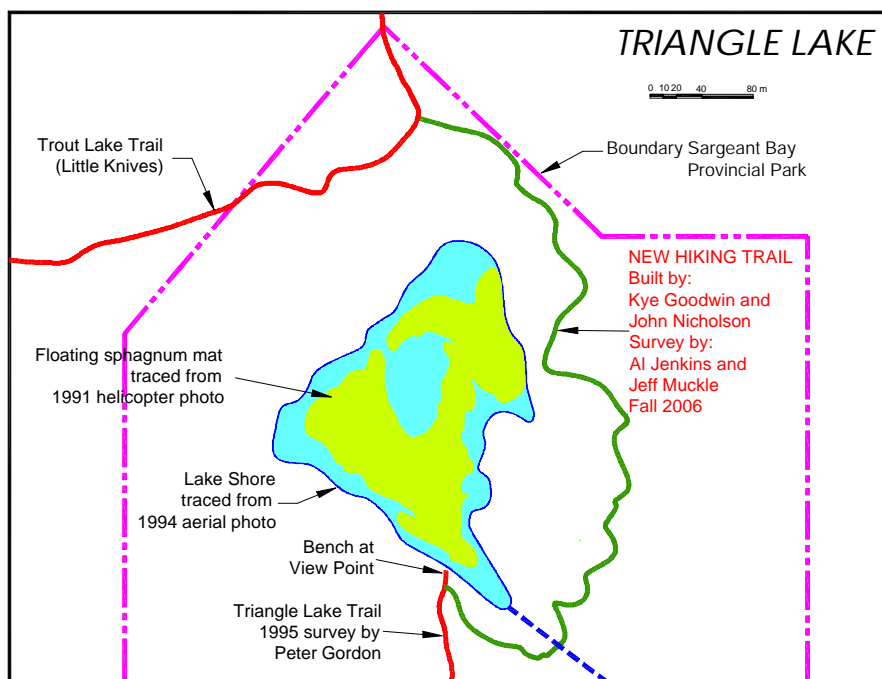 TRIANGLE LAKE
0 10 20 40 80 m
Trout Lake Trail
(Little Knives)
Boundary Sargeant Bay
Provincial Park
NEW HIKING TRAIL
Built by:
Kye Goodwin and
John Nicholson
Survey by:
Al Jenkins and
Jeff Muckle
Fall 2006
Floating sphagnum mat
traced from
1991 helicopter photo
Lake Shore
traced from
1994 aerial photo
Bench at
View Point
Triangle Lake Trail
1995 survey by
Peter Gordon